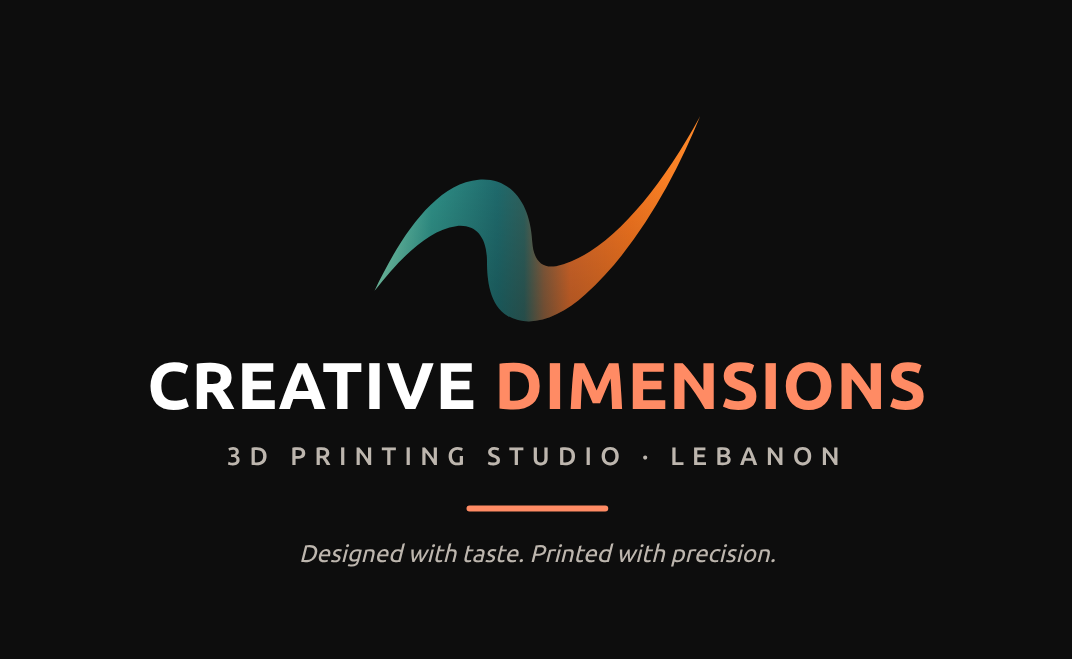 CREATIVE DIMENSIONS
3D PRINTING STUDIO · LEBANON
Designed with taste. Printed with precision.